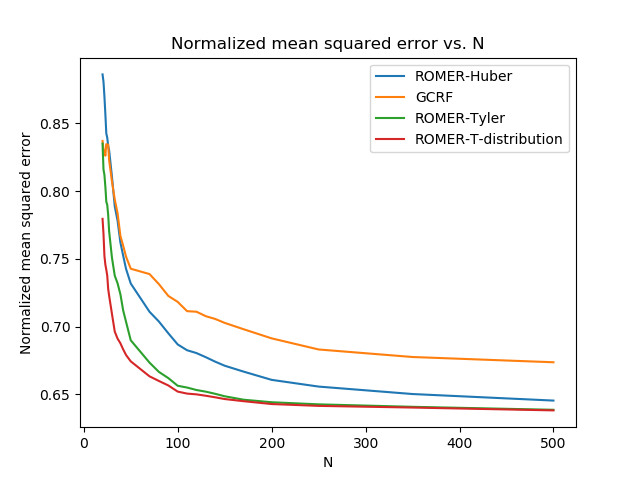 Normalized mean squared error vs. N
ROMER-Huber
GCRF
ROMER-Tyler
ROMER-T-distribution
Normalized mean squared error
0.85
0.80
0.75
0.70
0.65
0
100
200
300
400
500
N